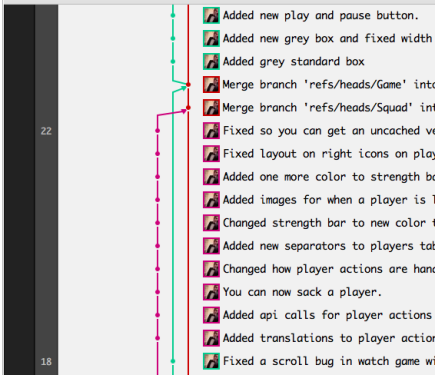 Added new play and pause button.
Added new grey box and fixed width
Added grey standard box
Merge branch 'refs/heads/Game' into
Merge branch 'refs/heads/Squad' int
22
Fixed so you can get an uncached ve
Fixed layout on right icons on play
Added one more color to strength ba
Added images for when a player is l
Changed strength bar to new color t
Added new separators to players tab
Changed how player actions are hand
You can now sack a player.
Added api calls for player actions
Added translations to player action
18
Fixed a scroll bug in watch game wi